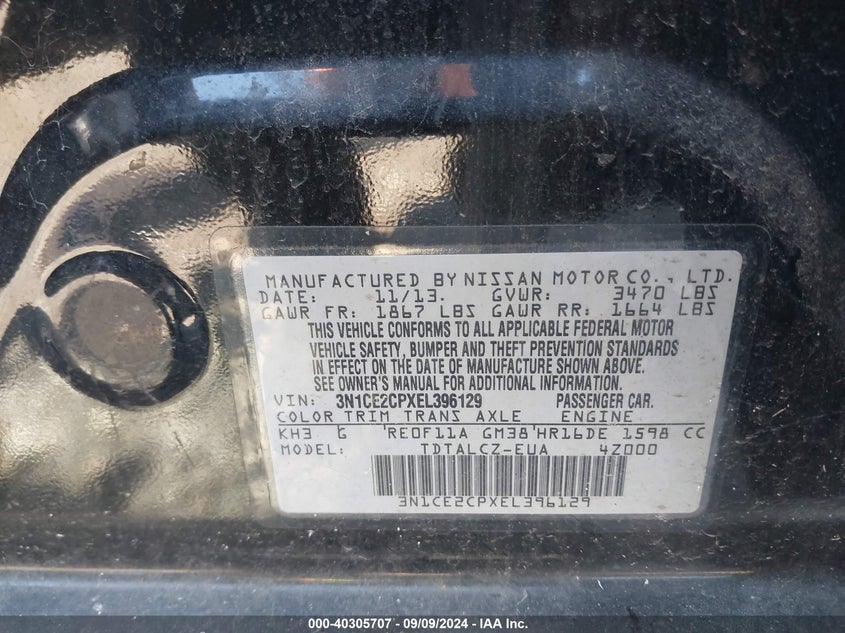 MANUFACTURED BY NISSAN MOTOR CO., LTD.
DATE: 11/13. GVWR: 3470 LBS
GAWR FR: 1867 LBS GAWR RR: 1664 LBS
THIS VEHICLE CONFORMS TO ALL APPLICABLE FEDERAL MOTOR
VEHICLE SAFETY, BUMPER AND THEFT PREVENTION STANDARDS
IN EFFECT ON THE DATE OF MANUFACTURE SHOWN ABOVE.
SEE OWNER'S MANUAL FOR ADDITIONAL INFORMATION.
VIN: 3N1CE2CPXEL396129 PASSENGER CAR.
COLOR TRIM TRANS AXLE ENGINE
KH3 G RE0F11A GM38 HR16DE 1598 CC
MODEL: TDTALCZ-EUA 4Z000
3N1CE2CPXEL396129
000-40305707 - 09/09/2024 - IAA Inc.